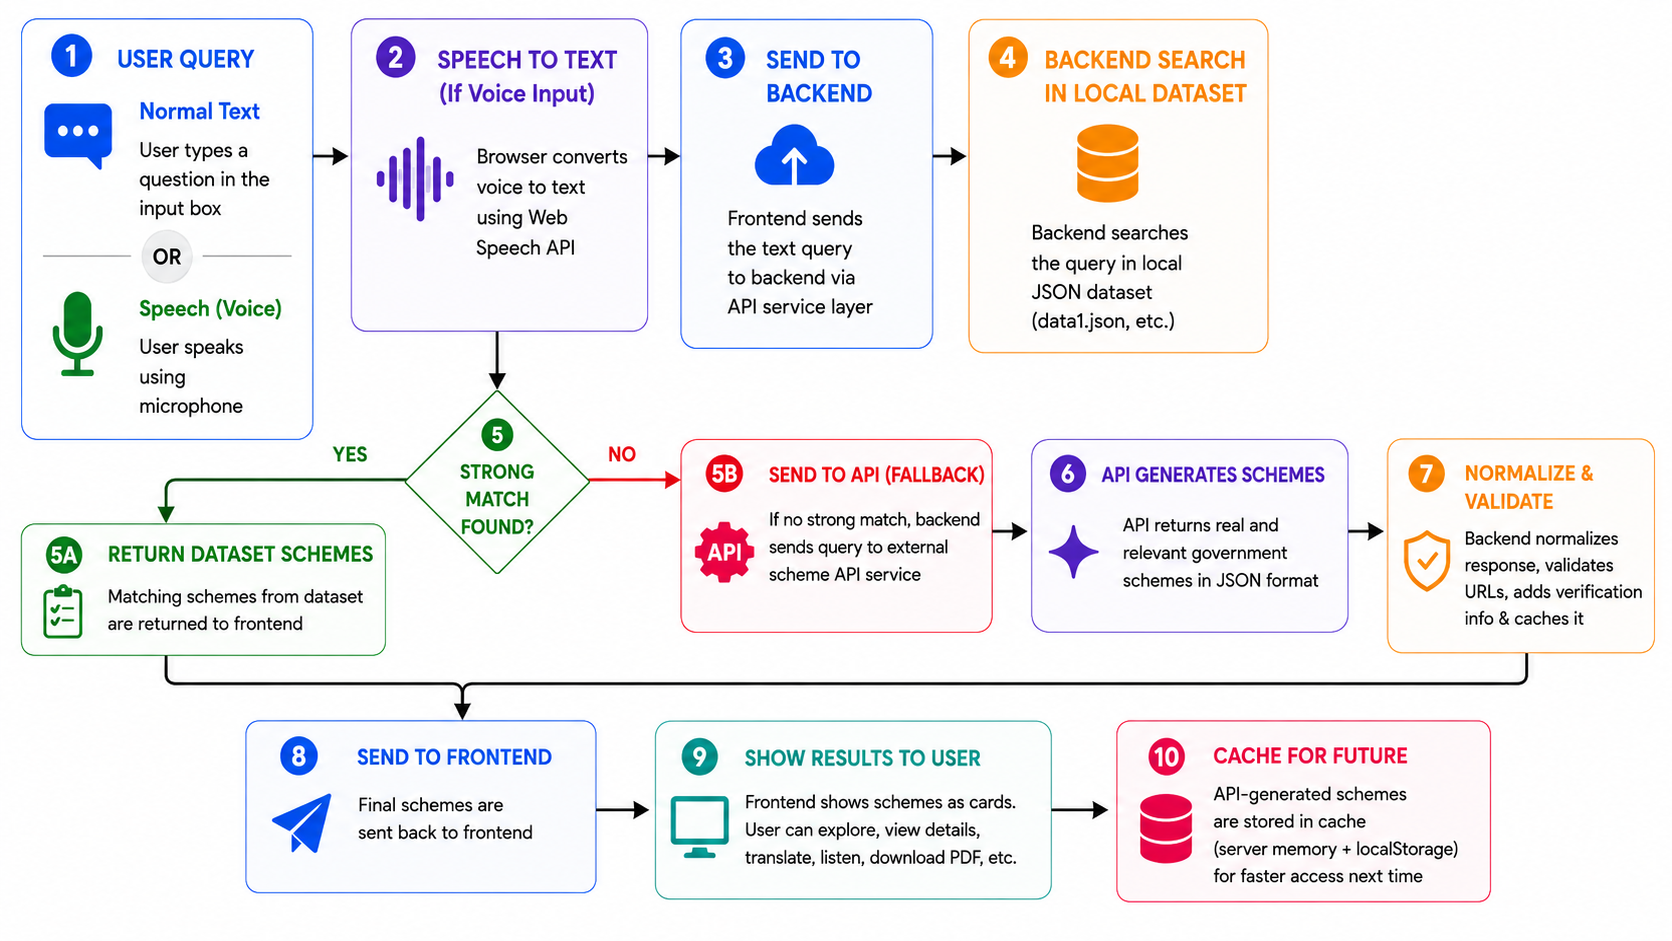 1 USER QUERY
Normal Text
User types a
question in the
input box
OR
Speech (Voice)
User speaks
using
microphone
2 SPEECH TO TEXT
(If Voice Input)
Browser converts
voice to text
using Web
Speech API
3 SEND TO
BACKEND
Frontend sends
the text query
to backend via
API service layer
4 BACKEND SEARCH
IN LOCAL DATASET
Backend searches
the query in local
JSON dataset
(data1.json, etc.)
5
STRONG
MATCH
FOUND?
YES
NO
5A RETURN DATASET SCHEMES
Matching schemes from dataset
are returned to frontend
5B SEND TO API (FALLBACK)
API
If no strong match, backend
sends query to external
scheme API service
6 API GENERATES SCHEMES
API returns real and
relevant government
schemes in JSON format
7 NORMALIZE &
VALIDATE
Backend normalizes
response, validates
URLs, adds verification
info & caches it
8 SEND TO FRONTEND
Final schemes are
sent back to frontend
9 SHOW RESULTS TO USER
Frontend shows schemes as cards.
User can explore, view details,
translate, listen, download PDF, etc.
10 CACHE FOR FUTURE
API-generated schemes
are stored in cache
(server memory + localStorage)
for faster access next time